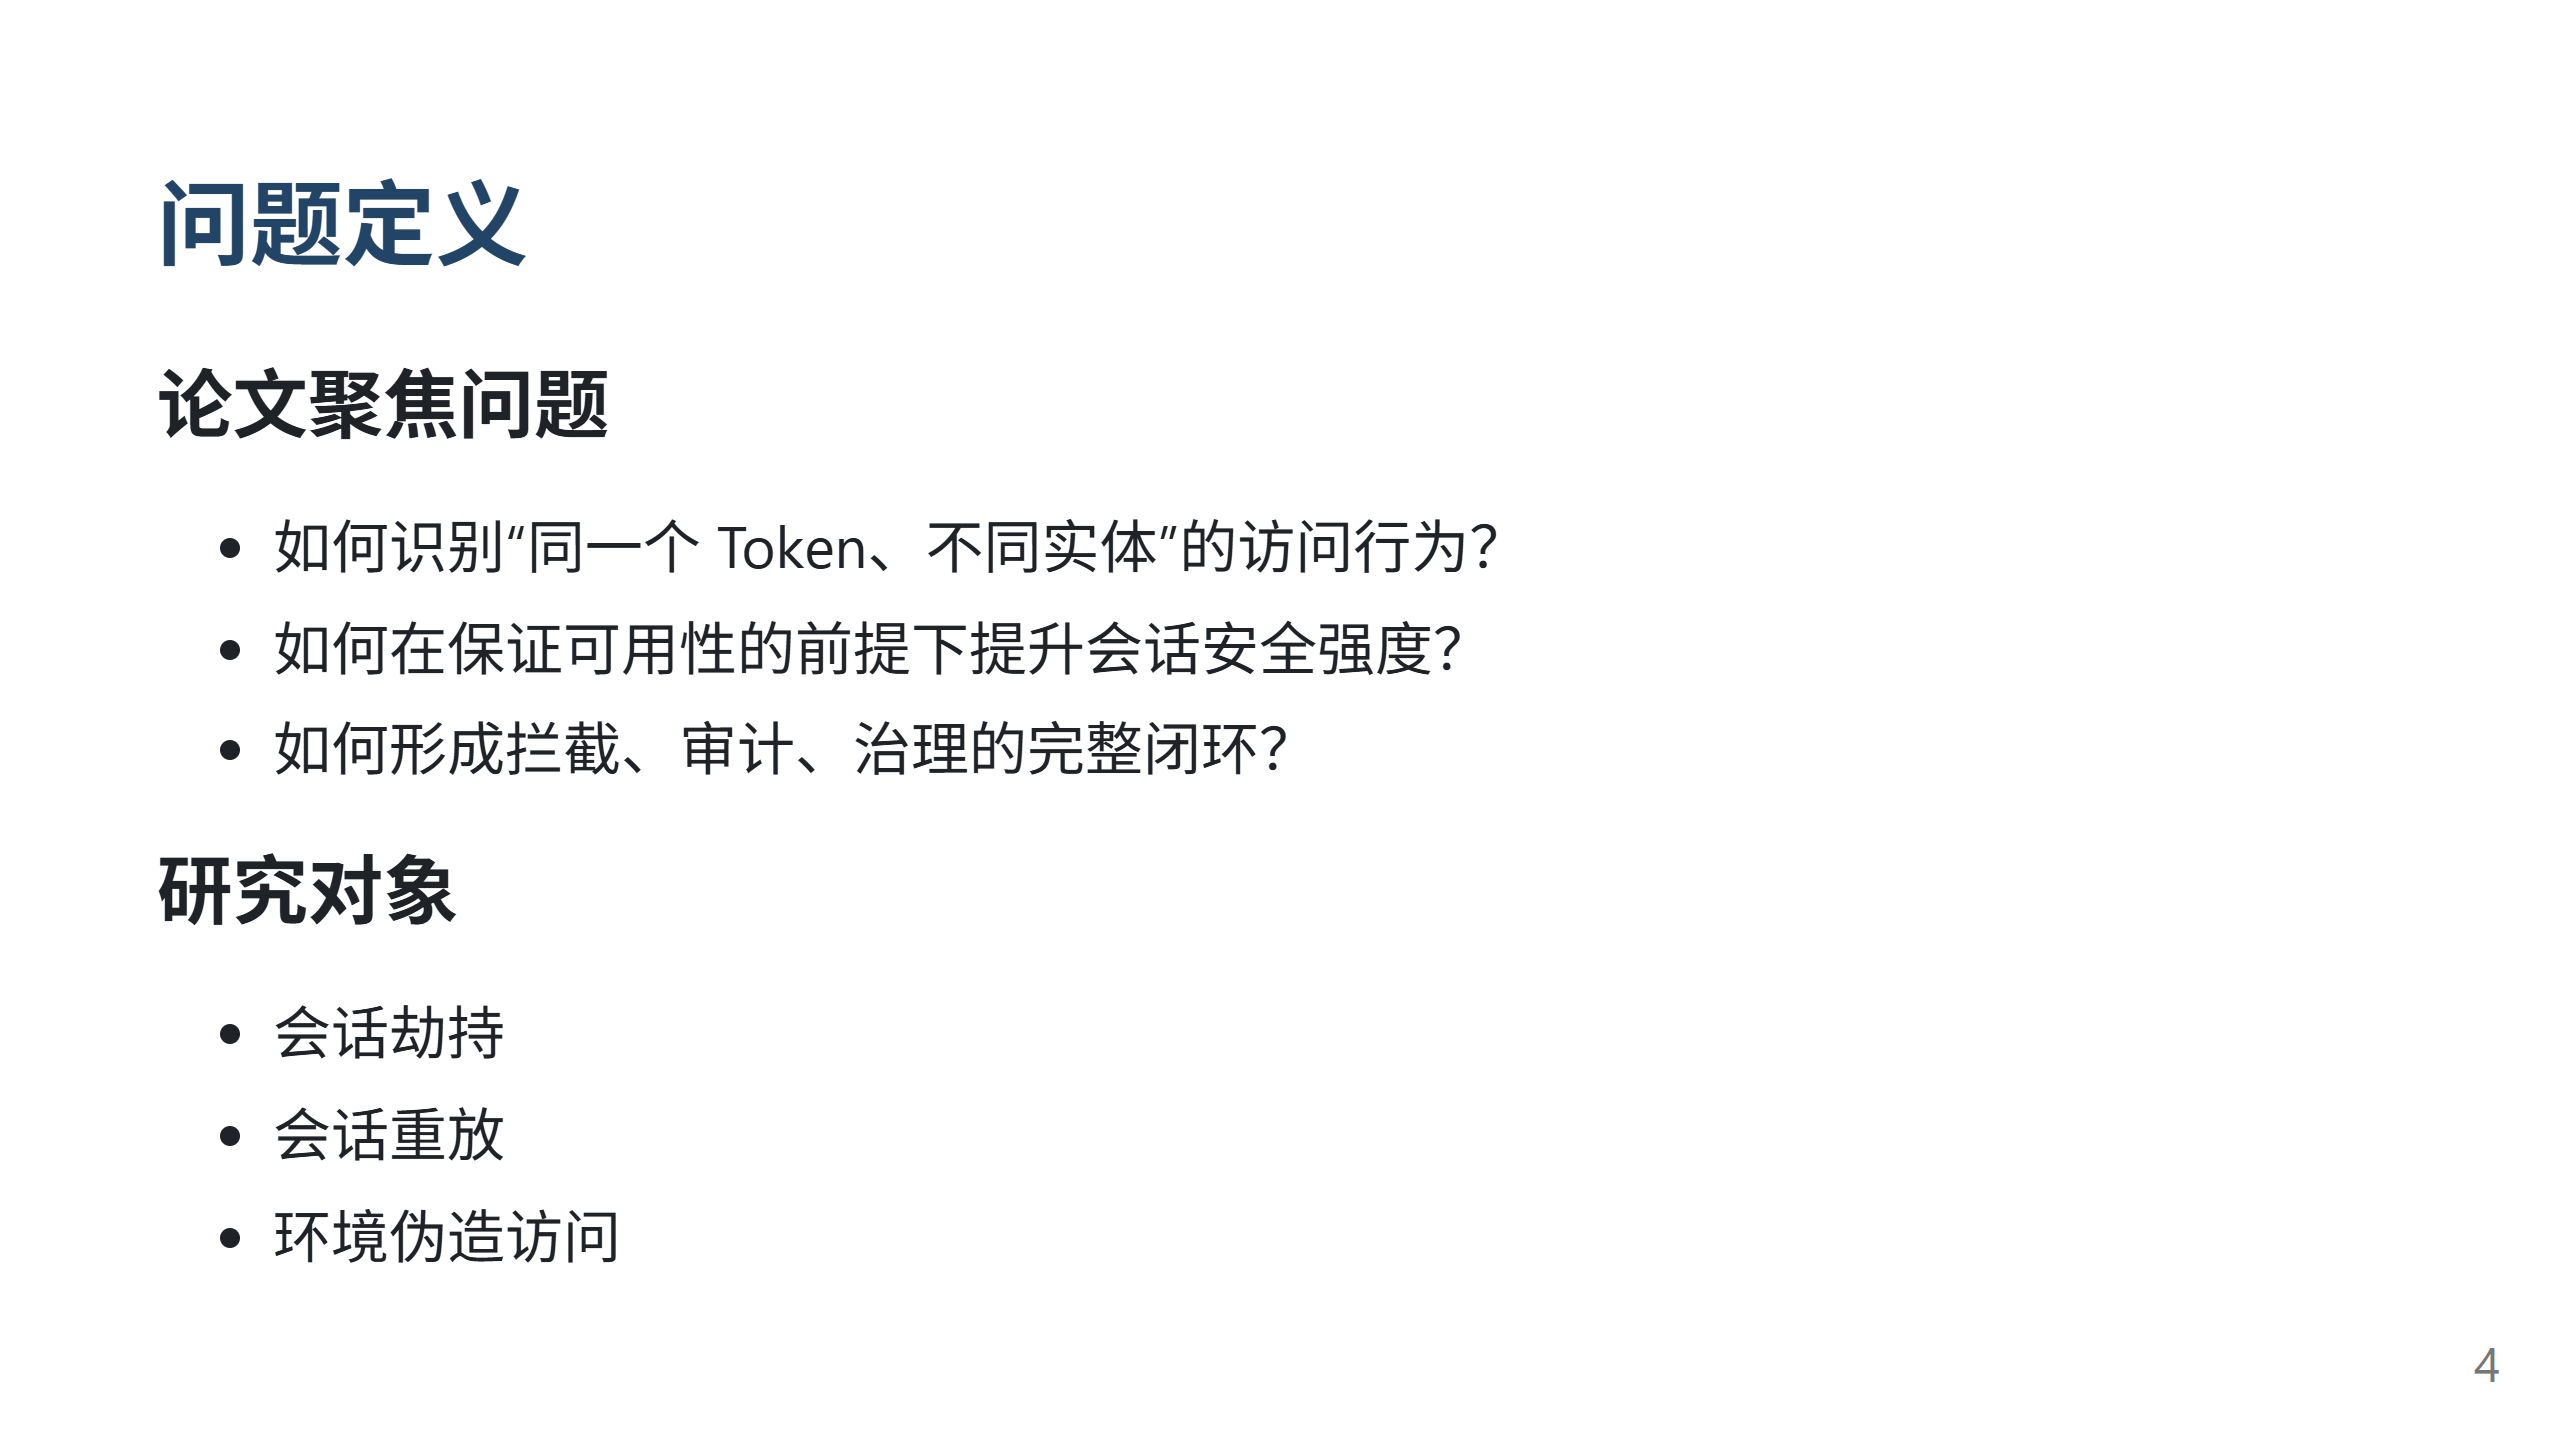 问题定义
论文聚焦问题
• 如何识别“同一个 Token、不同实体”的访问行为？
• 如何在保证可用性的前提下提升会话安全强度？
• 如何形成拦截、审计、治理的完整闭环？
研究对象
• 会话劫持
• 会话重放
• 环境伪造访问
4